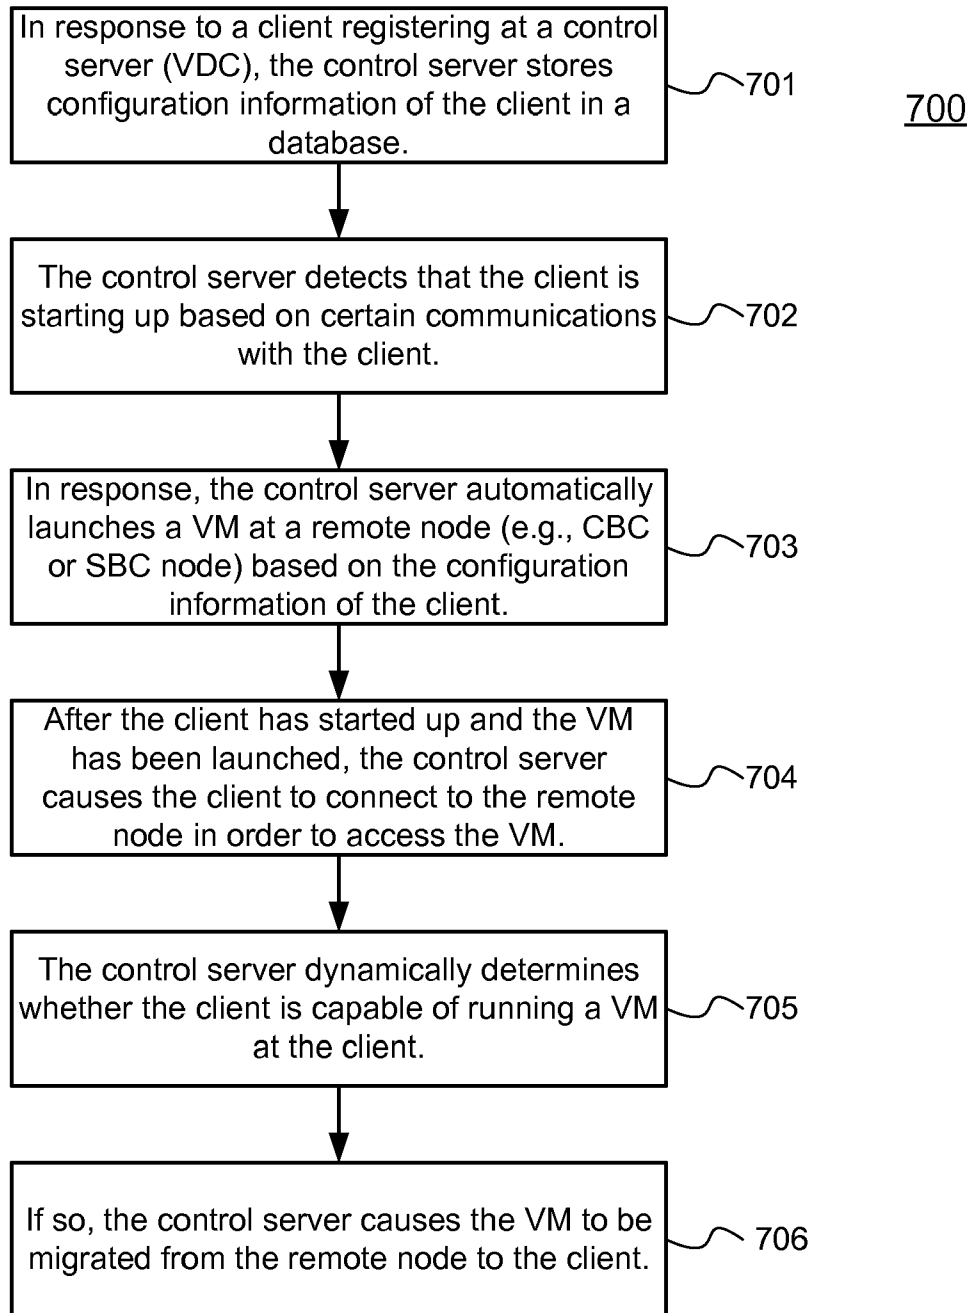 In response to a client registering at a control
server (VDC), the control server stores
configuration information of the client in a
database.
701
700
The control server detects that the client is
starting up based on certain communications
with the client.
702
In response, the control server automatically
launches a VM at a remote node (e.g., CBC
or SBC node) based on the configuration
information of the client.
703
After the client has started up and the VM
has been launched, the control server
causes the client to connect to the remote
node in order to access the VM.
704
The control server dynamically determines
whether the client is capable of running a VM
at the client.
705
If so, the control server causes the VM to be
migrated from the remote node to the client.
706